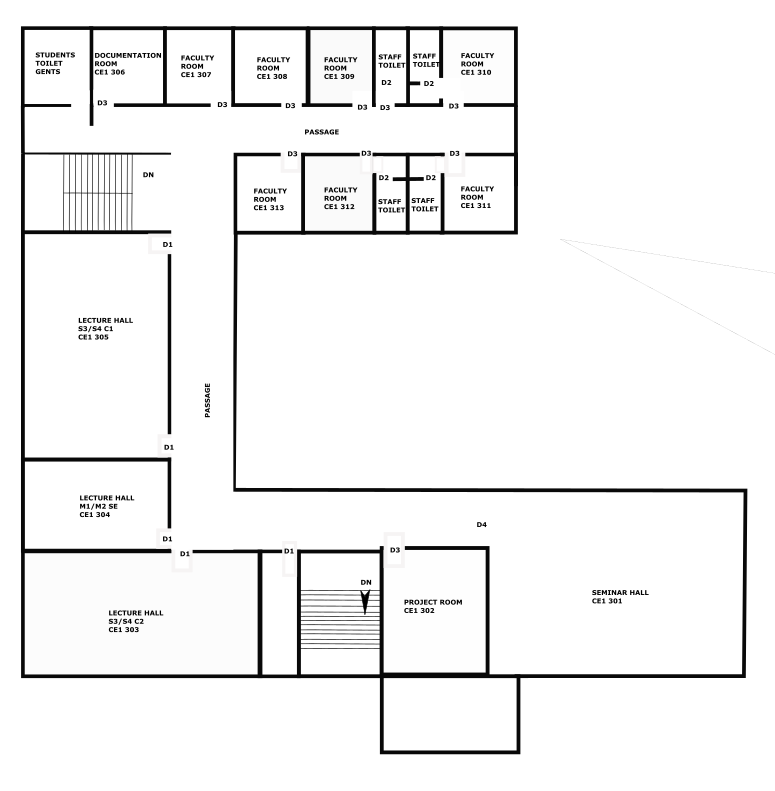 STUDENTS
TOILET
GENTS
DOCUMENTATION
ROOM
CE1 306
FACULTY
ROOM
CE1 307
FACULTY
ROOM
CE1 308
FACULTY
ROOM
CE1 309
STAFF
TOILET
D2
STAFF
TOILET
D2
FACULTY
ROOM
CE1 310
D3
D3
D3
D3
D3
D3
PASSAGE
D3
D3
D3
DN
FACULTY
ROOM
CE1 313
FACULTY
ROOM
CE1 312
D2
STAFF
TOILET
D2
STAFF
TOILET
FACULTY
ROOM
CE1 311
D1
LECTURE HALL
S3/S4 C1
CE1 305
PASSAGE
D1
LECTURE HALL
M1/M2 SE
CE1 304
D1
D1
D1
D3
D4
LECTURE HALL
S3/S4 C2
CE1 303
DN
PROJECT ROOM
CE1 302
SEMINAR HALL
CE1 301